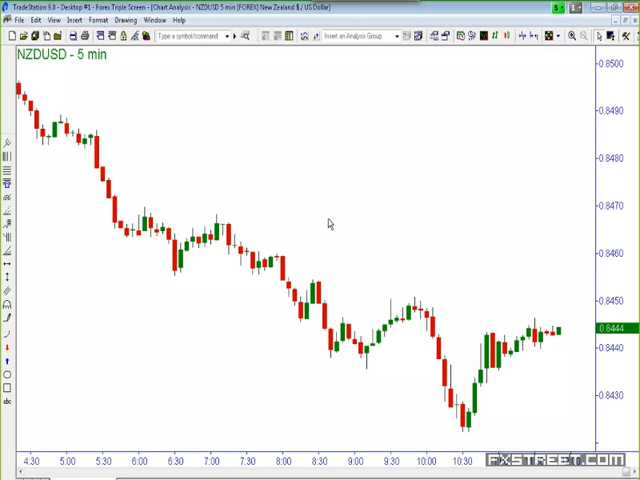 TradeStation 9.0 - Desktop #1 - Forex Triple Screen - [Chart Analysis - NZDUSD 5 min [FOREX] New Zealand $ / US Dollar]
File Edit View Insert Format Drawing Window Help
Type a symbol/command Insert an Analysis Group
NZDUSD - 5 min
0.8500
0.8490
0.8480
0.8470
0.8460
0.8450
0.8444
0.8440
0.8430
abc
4:30 5:00 5:30 6:00 6:30 7:00 7:30 8:00 8:30 9:00 9:30 10:00 10:30
FXSTREET.COM